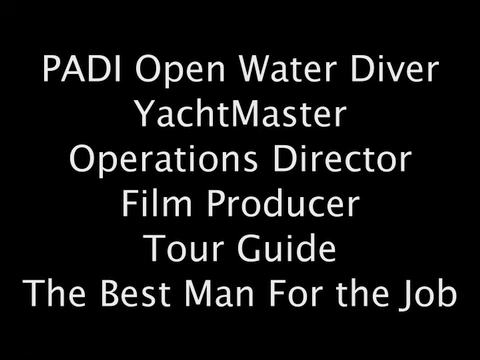 PADI Open Water Diver
YachtMaster
Operations Director
Film Producer
Tour Guide
The Best Man For the Job